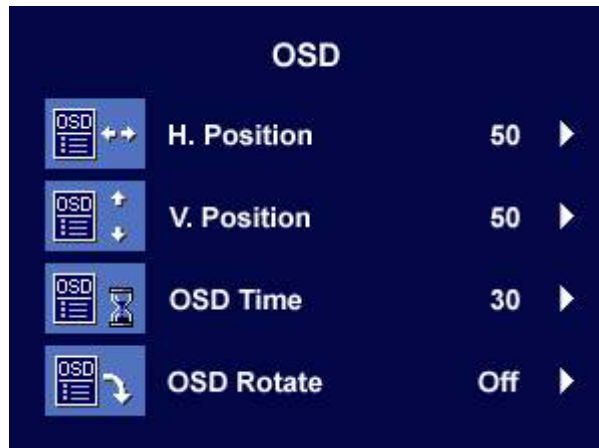 OSD
OSD H. Position 50
OSD V. Position 50
OSD OSD Time 30
OSD OSD Rotate Off